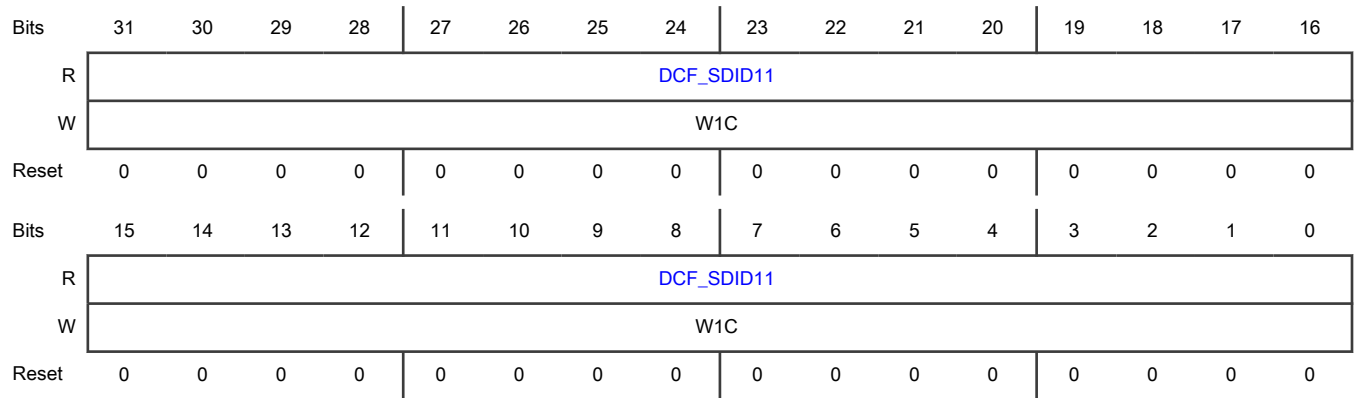 Bits 31 30 29 28 27 26 25 24 23 22 21 20 19 18 17 16
R DCF_SDID11
W W1C
Reset 0 0 0 0 0 0 0 0 0 0 0 0 0 0 0 0
Bits 15 14 13 12 11 10 9 8 7 6 5 4 3 2 1 0
R DCF_SDID11
W W1C
Reset 0 0 0 0 0 0 0 0 0 0 0 0 0 0 0 0